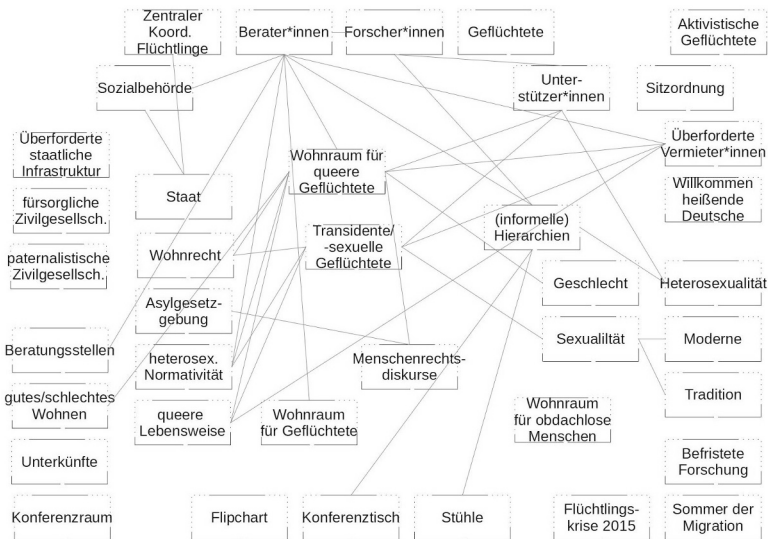 Zentraler
Koord.
Flüchtlinge
Berater*innen
Forscher*innen
Geflüchtete
Aktivistische
Geflüchtete
Sozialbehörde
Unter-
stützer*innen
Sitzordnung
Überforderte
staatliche
Infrastruktur
Wohnraum für
queere
Geflüchtete
Überforderte
Vermieter*innen
fürsorgliche
Zivilgesellsch.
Staat
Willkommen
heißende
Deutsche
paternalistische
Zivilgesellsch.
Wohnrecht
Transidente/
-sexuelle
Geflüchtete
(informelle)
Hierarchien
Asylgesetz-
gebung
Geschlecht
Heterosexualität
Beratungsstellen
heterosex.
Normativität
Menschenrechts-
diskurse
Sexualiltät
Moderne
gutes/schlechtes
Wohnen
queere
Lebensweise
Wohnraum
für Geflüchtete
Wohnraum
für obdachlose
Menschen
Tradition
Unterkünfte
Befristete
Forschung
Konferenzraum
Flipchart
Konferenztisch
Stühle
Flüchtlings-
krise 2015
Sommer der
Migration